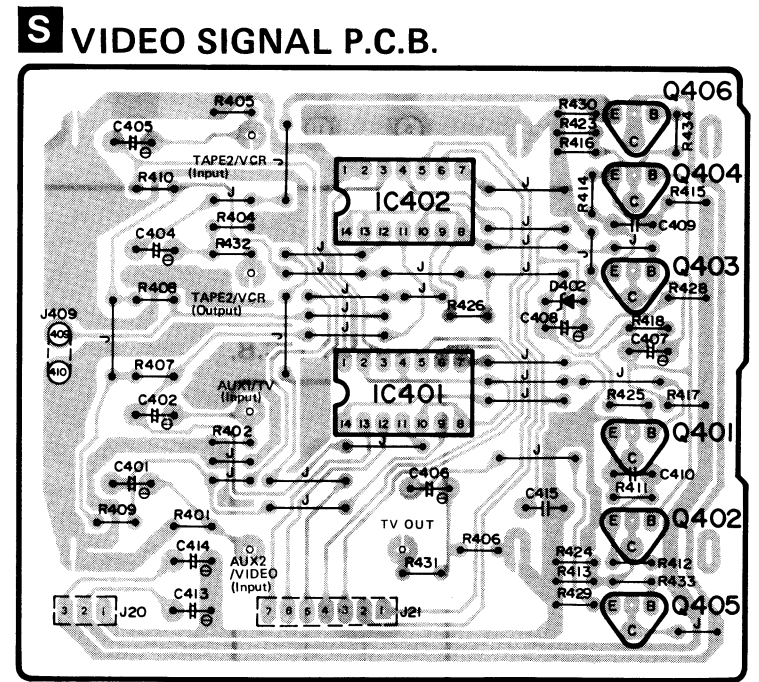 S VIDEO SIGNAL P.C.B.
R405
C405
R430
R423
R416
Q406
E B
C
R434
TAPE2/VCR
(Input)
J
R410
1 2 3 4 5 6 7
IC402
14 13 12 11 10 9 8
J
R414
Q404
E B
C
R415
J
R404
J
C409
C404
R432
J
J
J
J
J
Q403
E B
C
R408
TAPE2/VCR
(Output)
J
J
J
R426
D402
R428
J409
409
410
J
J
J
J
C408
R418
C407
R407
AUX1/TV
(Input)
1 2 3 4 5 6 7
IC401
14 13 12 11 10 9 8
J
J
J
J
C402
R425
R417
R402
J
J
J
Q401
E B
C
C401
J
J
C406
J
C410
R411
R409
R401
TV OUT
C415
E B
C
Q402
C414
AUX2
/VIDEO
(Input)
R431
R406
R424
R413
R429
R412
R433
C413
3 2 1
J20
7 6 5 4 3 2 1
J21
E B
C
Q405
J